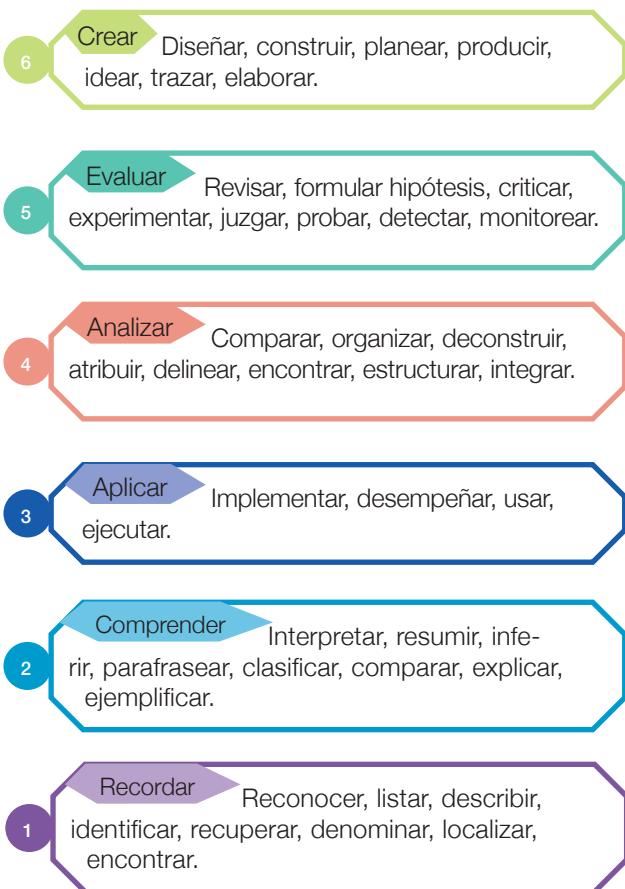 Crear Diseñar, construir, planear, producir,
6
idear, trazar, elaborar.
Evaluar Revisar, formular hipótesis, criticar,
5
experimentar, juzgar, probar, detectar, monitorear.
Analizar Comparar, organizar, deconstruir,
4
atribuir, delinear, encontrar, estructurar, integrar.
Aplicar Implementar, desempeñar, usar,
3
ejecutar.
Comprender Interpretar, resumir, infe-
2
rir, parafrasear, clasificar, comparar, explicar,
ejemplificar.
Recordar Reconocer, listar, describir,
1
identificar, recuperar, denominar, localizar,
encontrar.